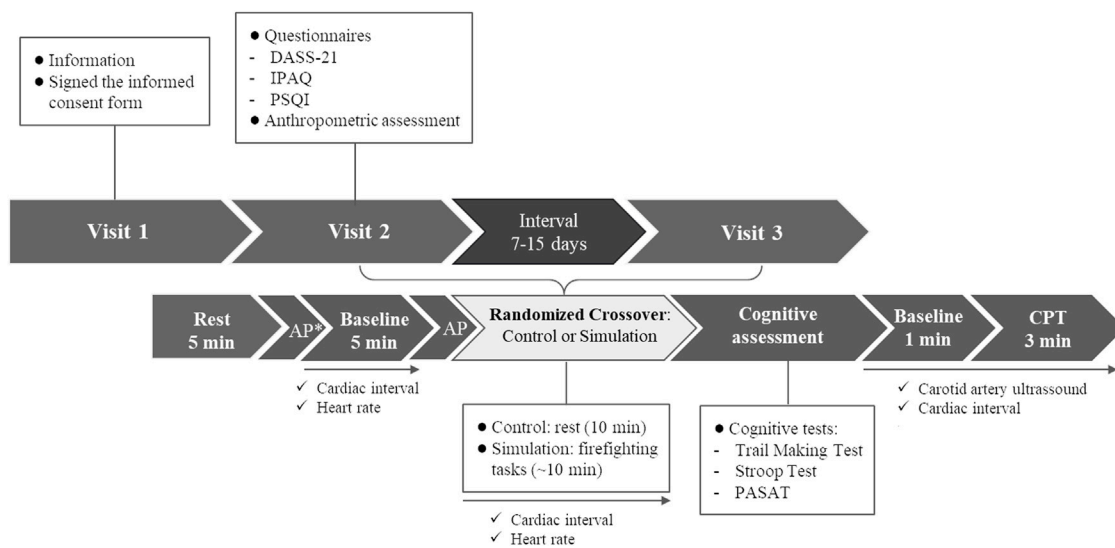 ● Information
● Signed the informed
consent form
● Questionnaires
- DASS-21
- IPAQ
- PSQI
● Anthropometric assessment
Visit 1
Visit 2
Interval
7-15 days
Visit 3
Rest
5 min
AP*
Baseline
5 min
AP
Randomized Crossover:
Control or Simulation
Cognitive
assessment
Baseline
1 min
CPT
3 min
✓ Cardiac interval
✓ Heart rate
✓ Carotid artery ultrassound
✓ Cardiac interval
● Control: rest (10 min)
● Simulation: firefighting
tasks (~10 min)
● Cognitive tests:
- Trail Making Test
- Stroop Test
- PASAT
✓ Cardiac interval
✓ Heart rate